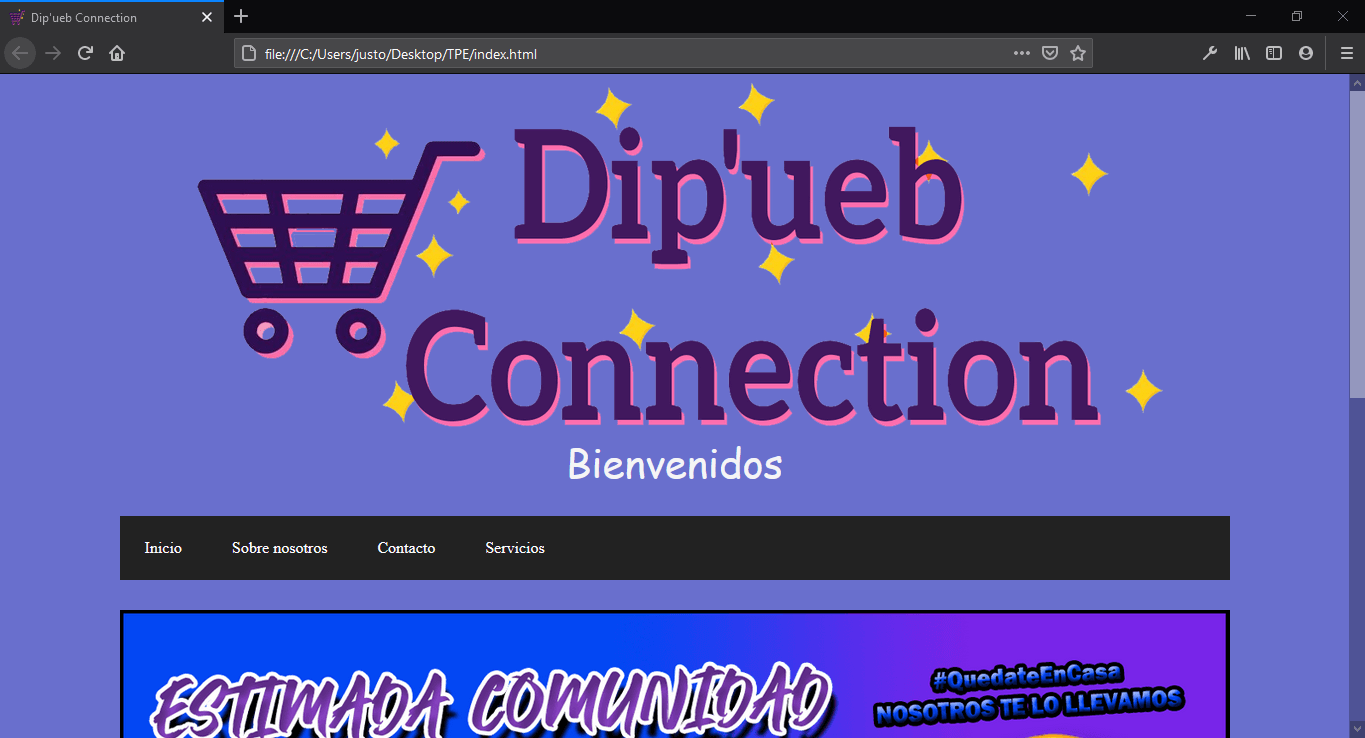 Dip'ueb Connection
file:///C:/Users/justo/Desktop/TPE/index.html
Dip'ueb
Connection
Bienvenidos
Inicio Sobre nosotros Contacto Servicios
ESTIMADA COMUNIDAD
#QuedateEnCasa
NOSOTROS TE LO LLEVAMOS